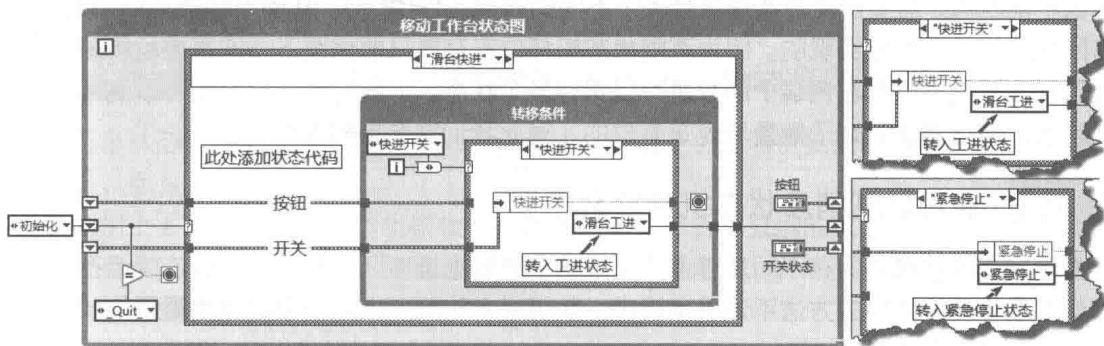 移动工作台状态图
i
"滑台快进"
转移条件
快进开关
i
"快进开关"
?
此处添加状态代码
按钮
快进开关
滑台工进
开关
转入工进状态
初始化
?
=
_Quit_
按钮
开关状态
"快进开关"
?
快进开关
滑台工进
转入工进状态
"紧急停止"
?
紧急停止
紧急停止
转入紧急停止状态